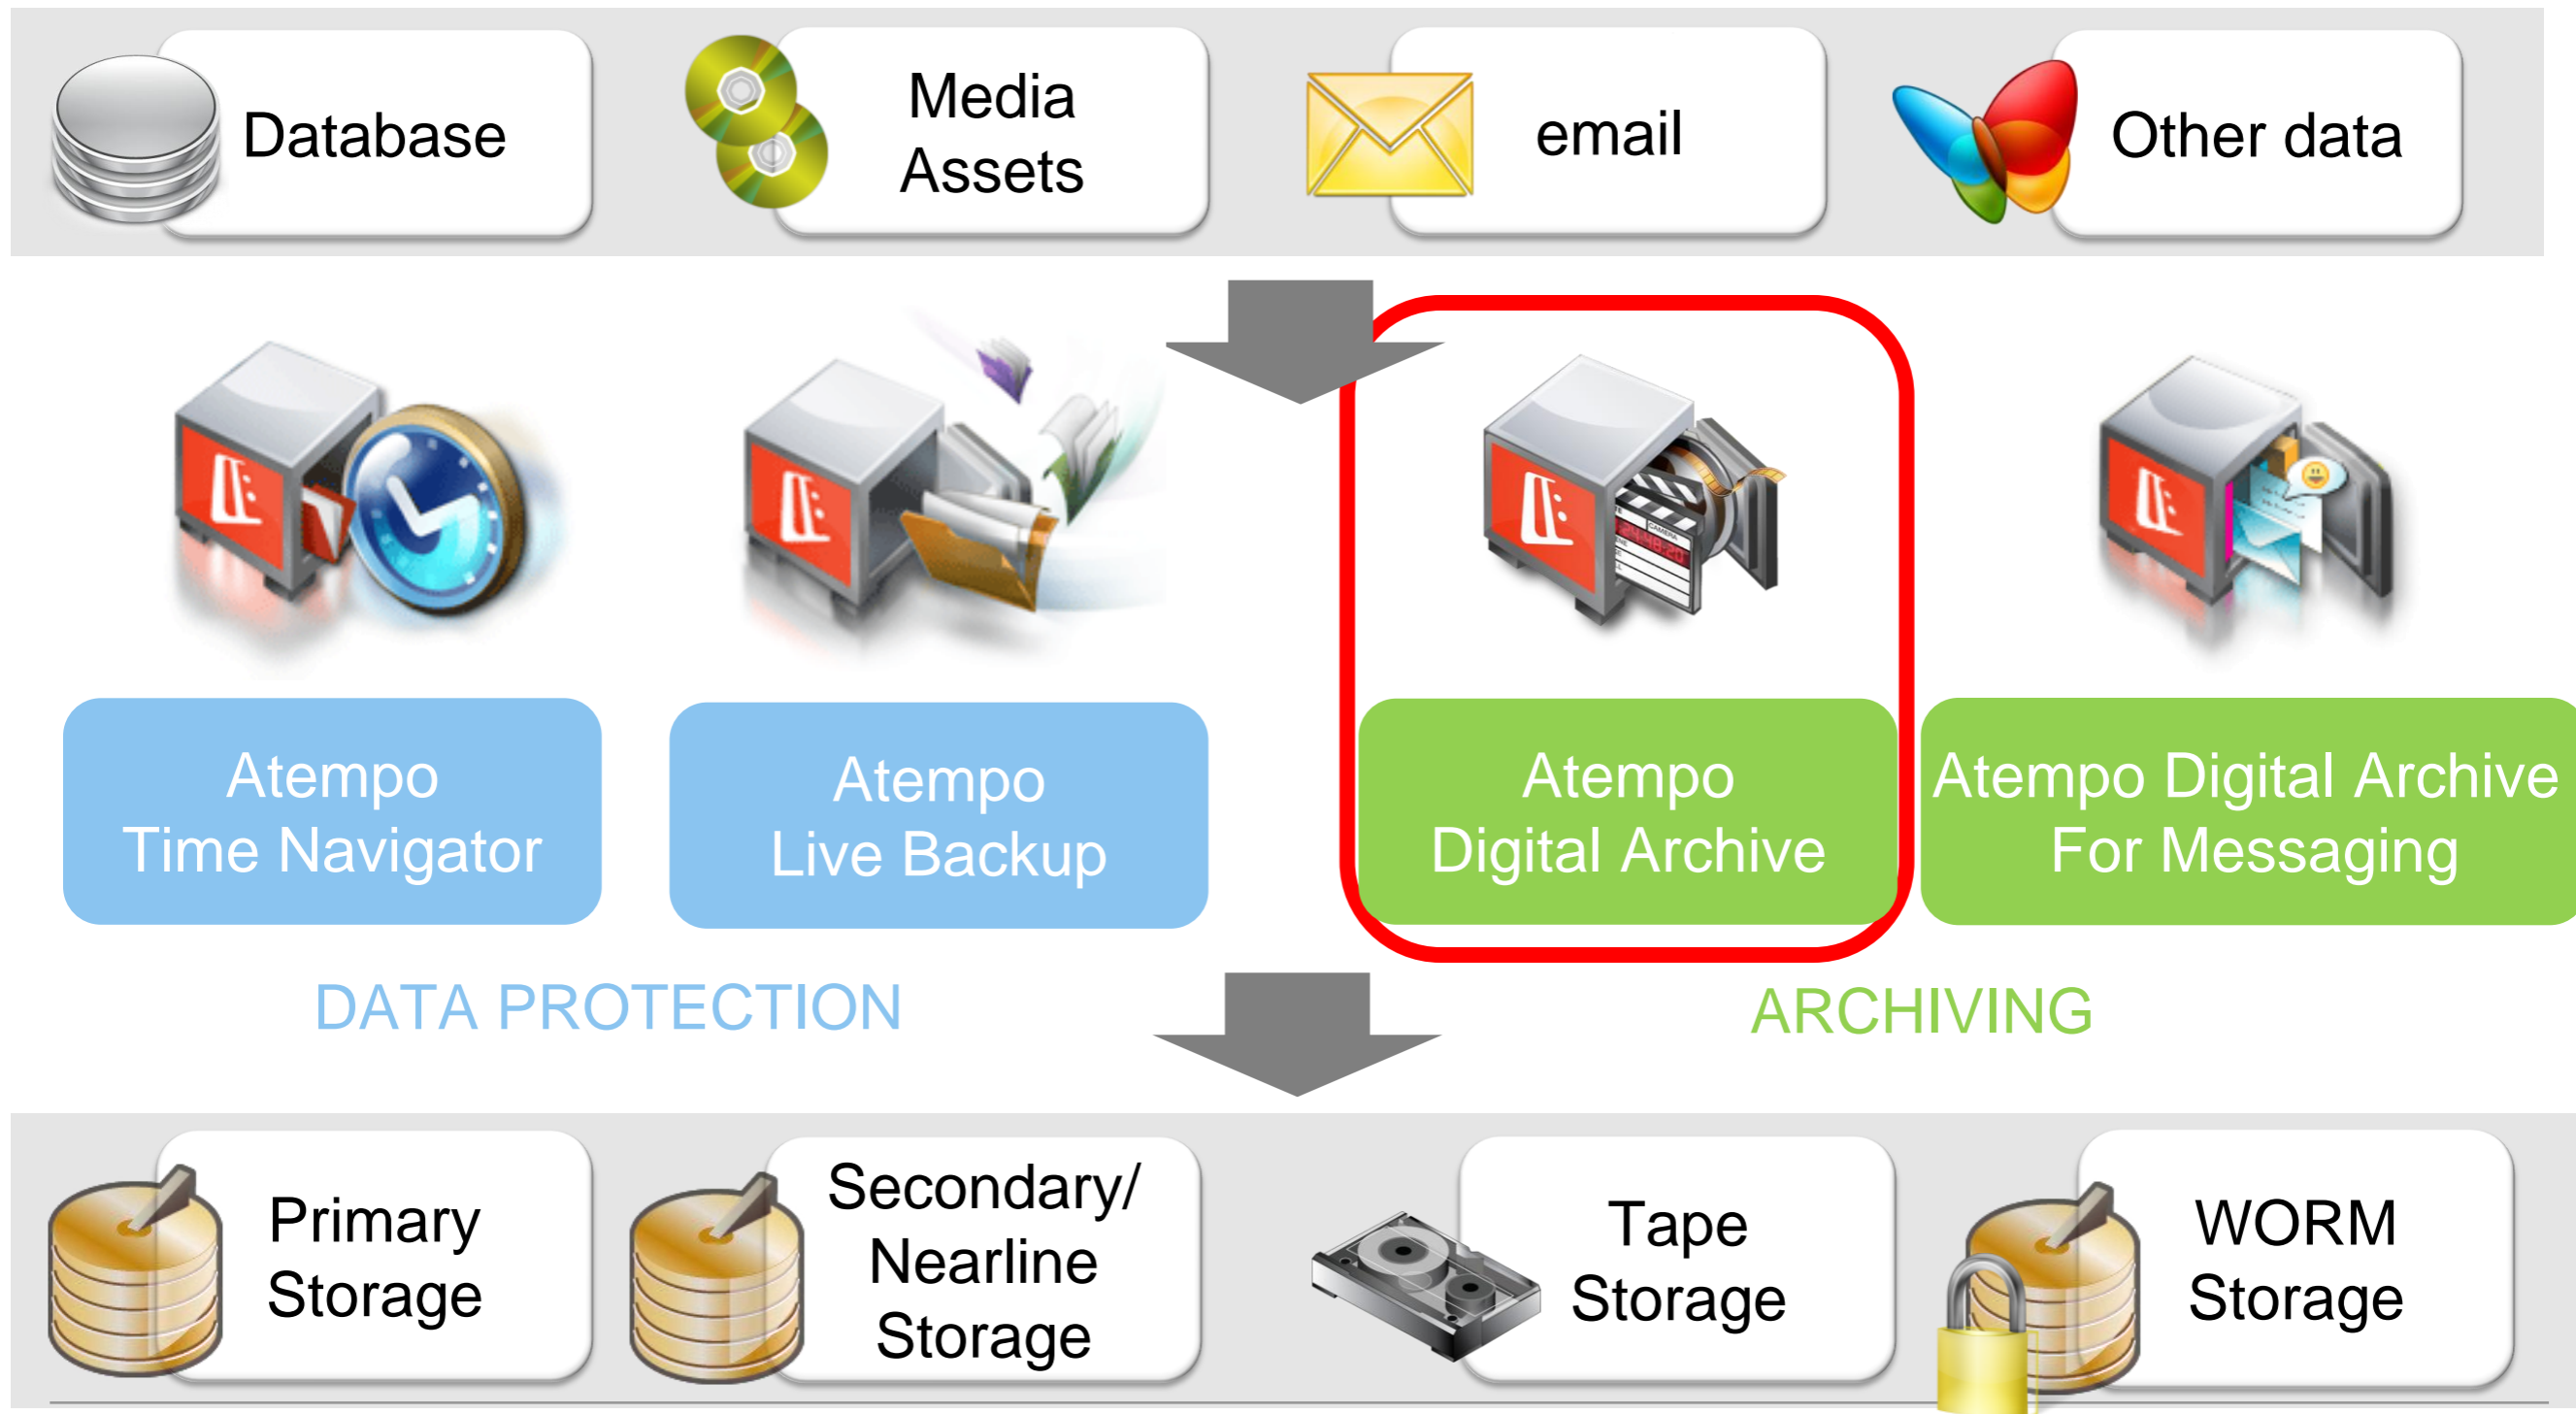 Database
Media
Assets
email
Other data
Atempo
Time Navigator
Atempo
Live Backup
Atempo
Digital Archive
Atempo Digital Archive
For Messaging
DATA PROTECTION
ARCHIVING
Primary
Storage
Secondary/
Nearline
Storage
Tape
Storage
WORM
Storage